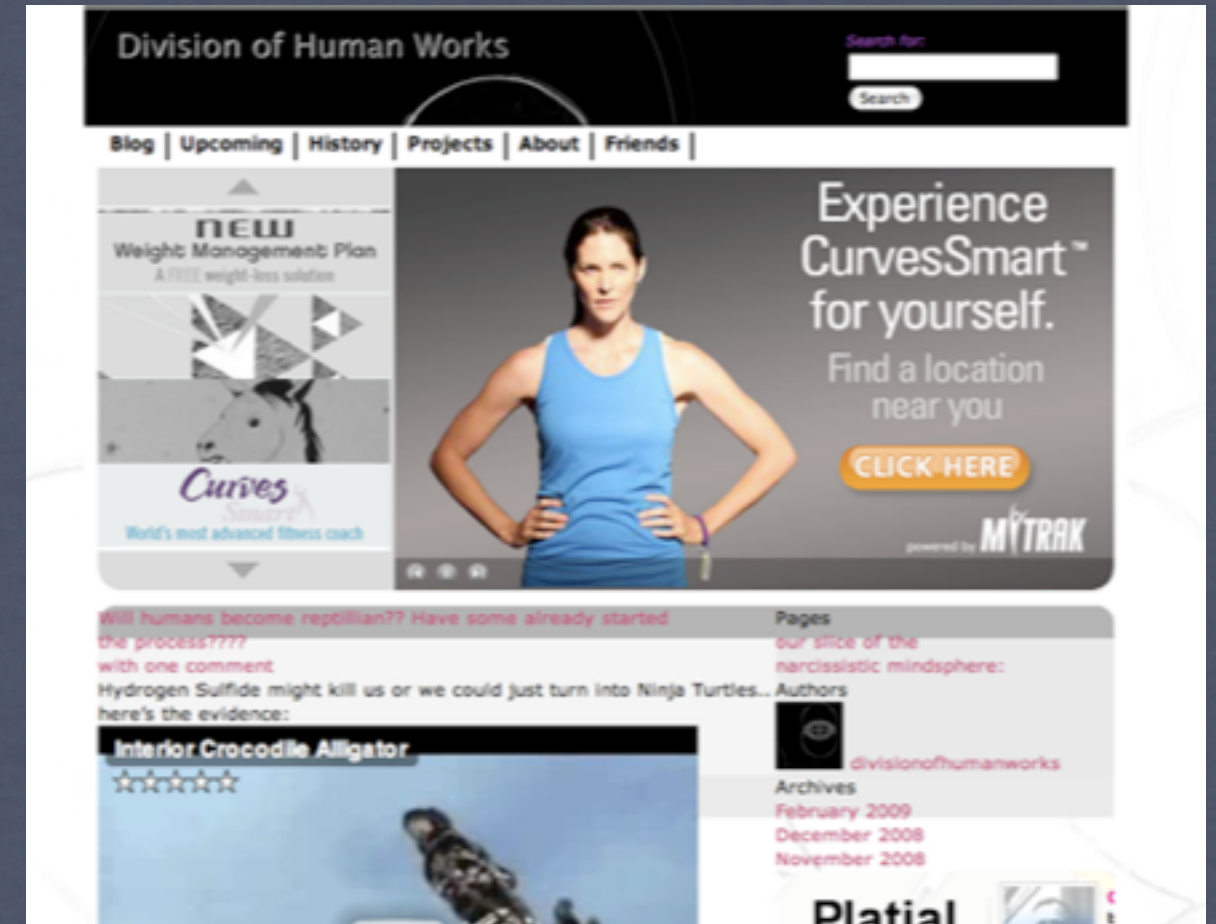 Division of Human Works
Search for:
Search
Blog | Upcoming | History | Projects | About | Friends |
new
Weight Management Plan
A FREE weight-loss solution
Curves
Smart
World's most advanced fitness coach
Experience
CurvesSmart™
for yourself.
Find a location
near you
CLICK HERE
powered by MYTRAK
Will humans become reptillian?? Have some already started
the process????
with one comment
Hydrogen Sulfide might kill us or we could just turn into Ninja Turtles..
here's the evidence:
Interior Crocodile Alligator
Pages
our slice of the
narcissistic mindsphere:
Authors
divisionofhumanworks
Archives
February 2009
December 2008
November 2008
Platial